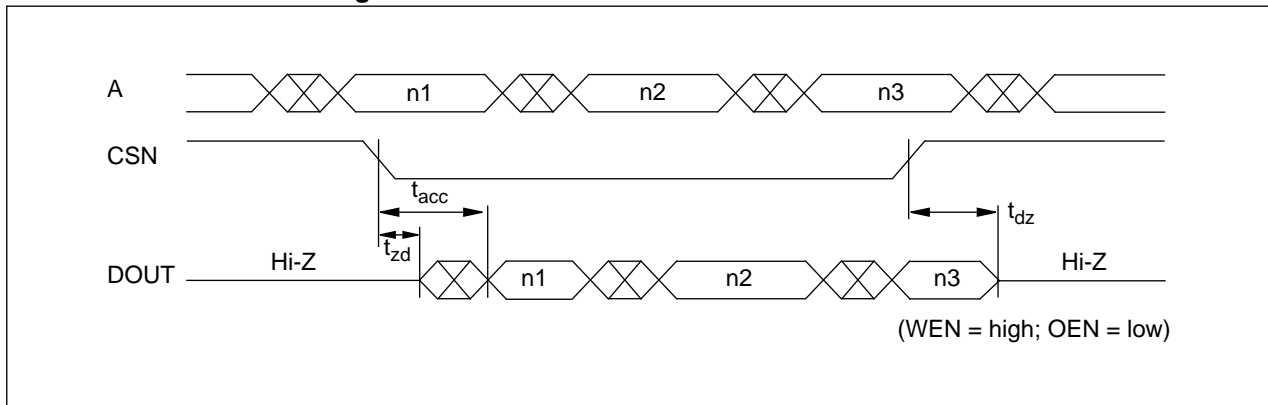 A
n1
n2
n3
CSN
tacc
tzd
tdz
DOUT
Hi-Z
n1
n2
n3
Hi-Z
(WEN = high; OEN = low)